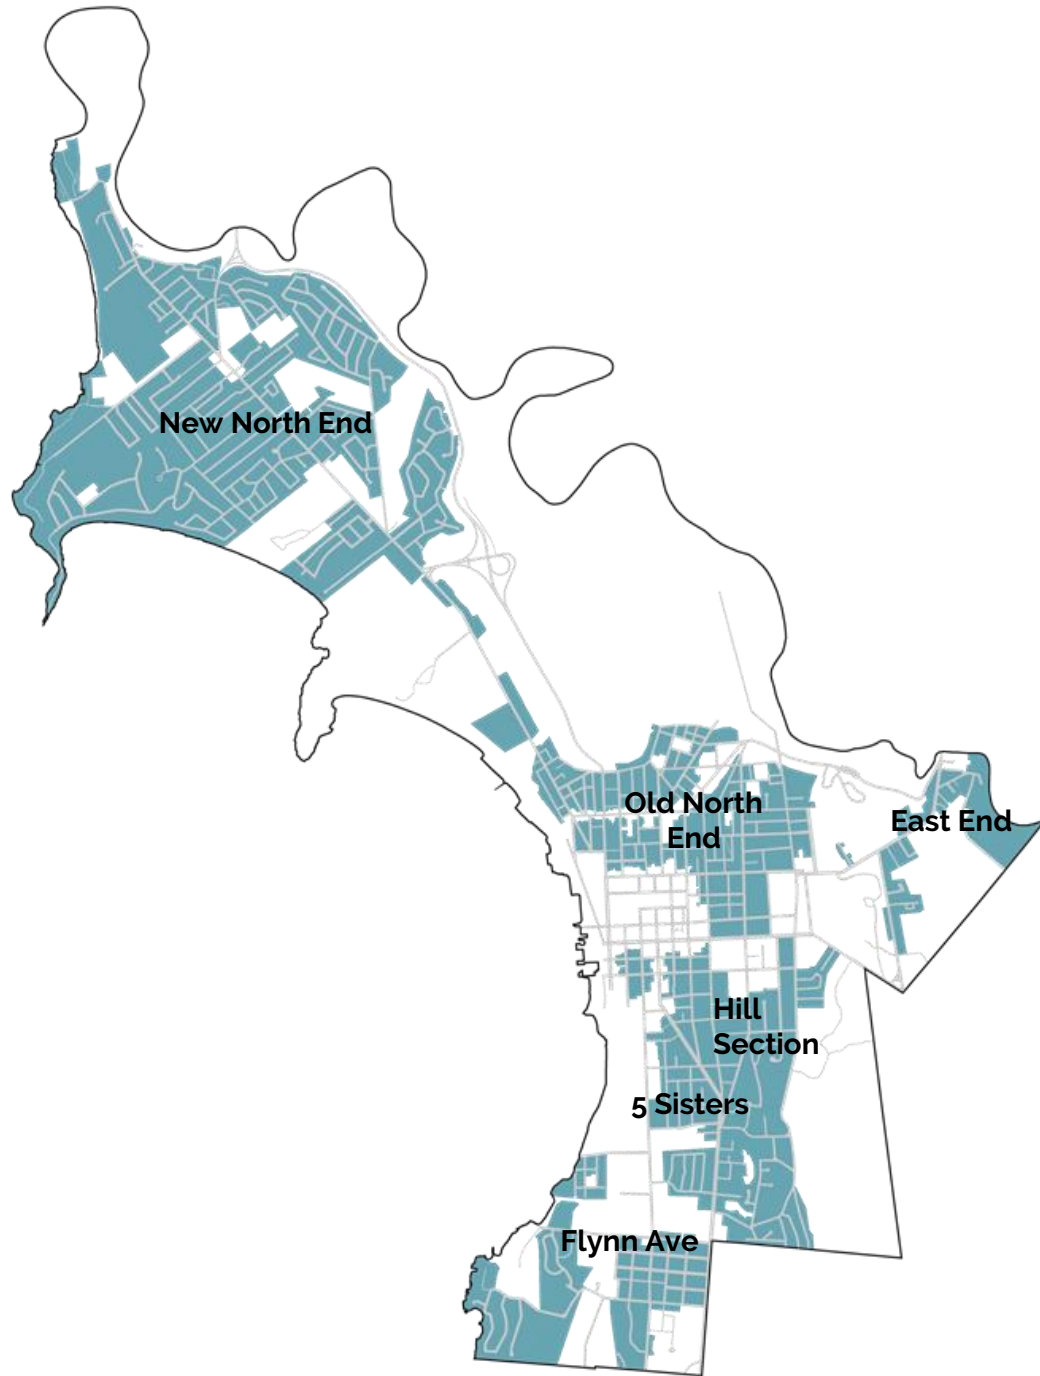 New North End
Old North
End
East End
Hill
Section
5 Sisters
Flynn Ave